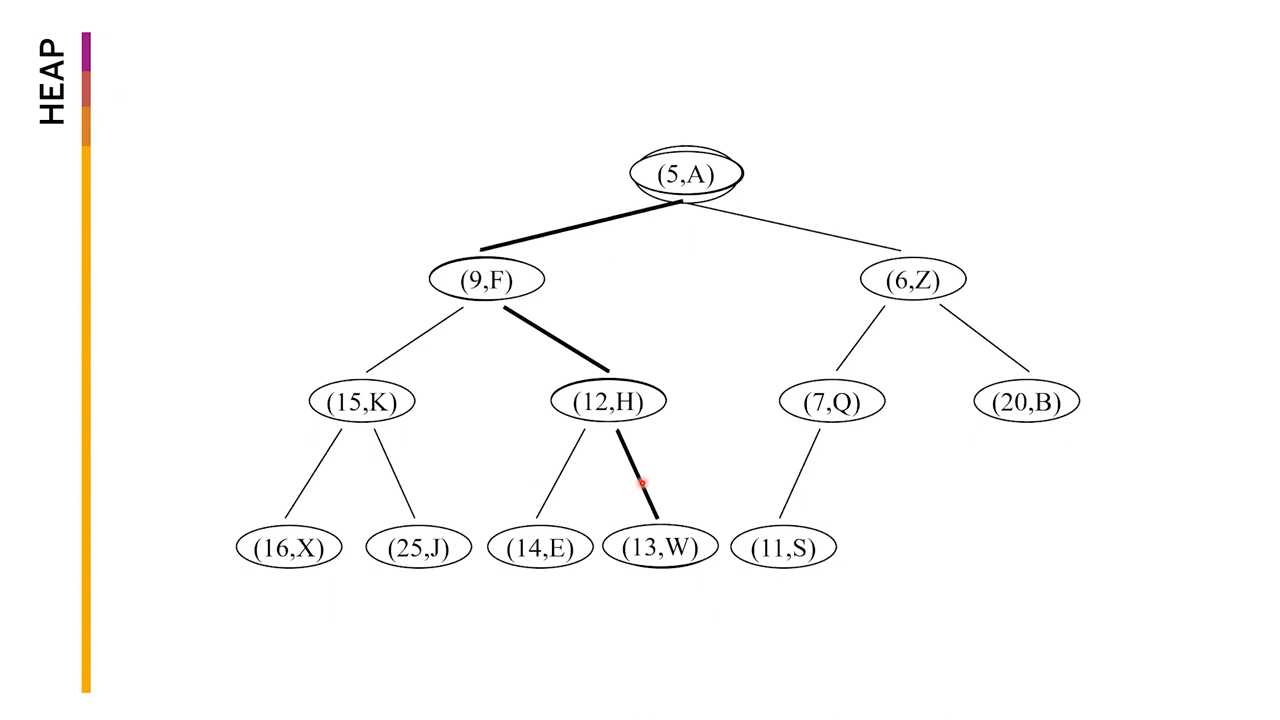 HEAP
(5,A)
(9,F) (6,Z)
(15,K) (12,H) (7,Q) (20,B)
(16,X) (25,J) (14,E) (13,W) (11,S)